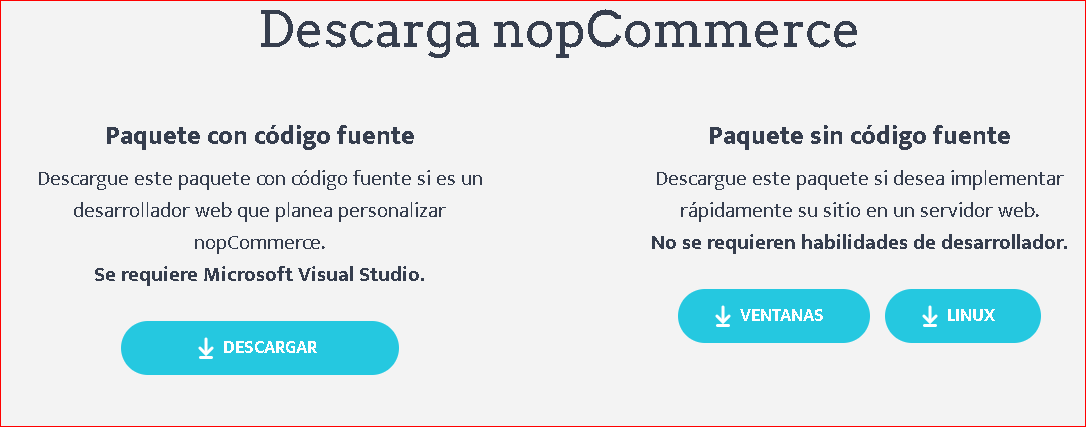 Descarga nopCommerce
Paquete con código fuente
Descargue este paquete con código fuente si es un
desarrollador web que planea personalizar
nopCommerce.
Se requiere Microsoft Visual Studio.
DESCARGAR
Paquete sin código fuente
Descargue este paquete si desea implementar
rápidamente su sitio en un servidor web.
No se requieren habilidades de desarrollador.
VENTANAS
LINUX